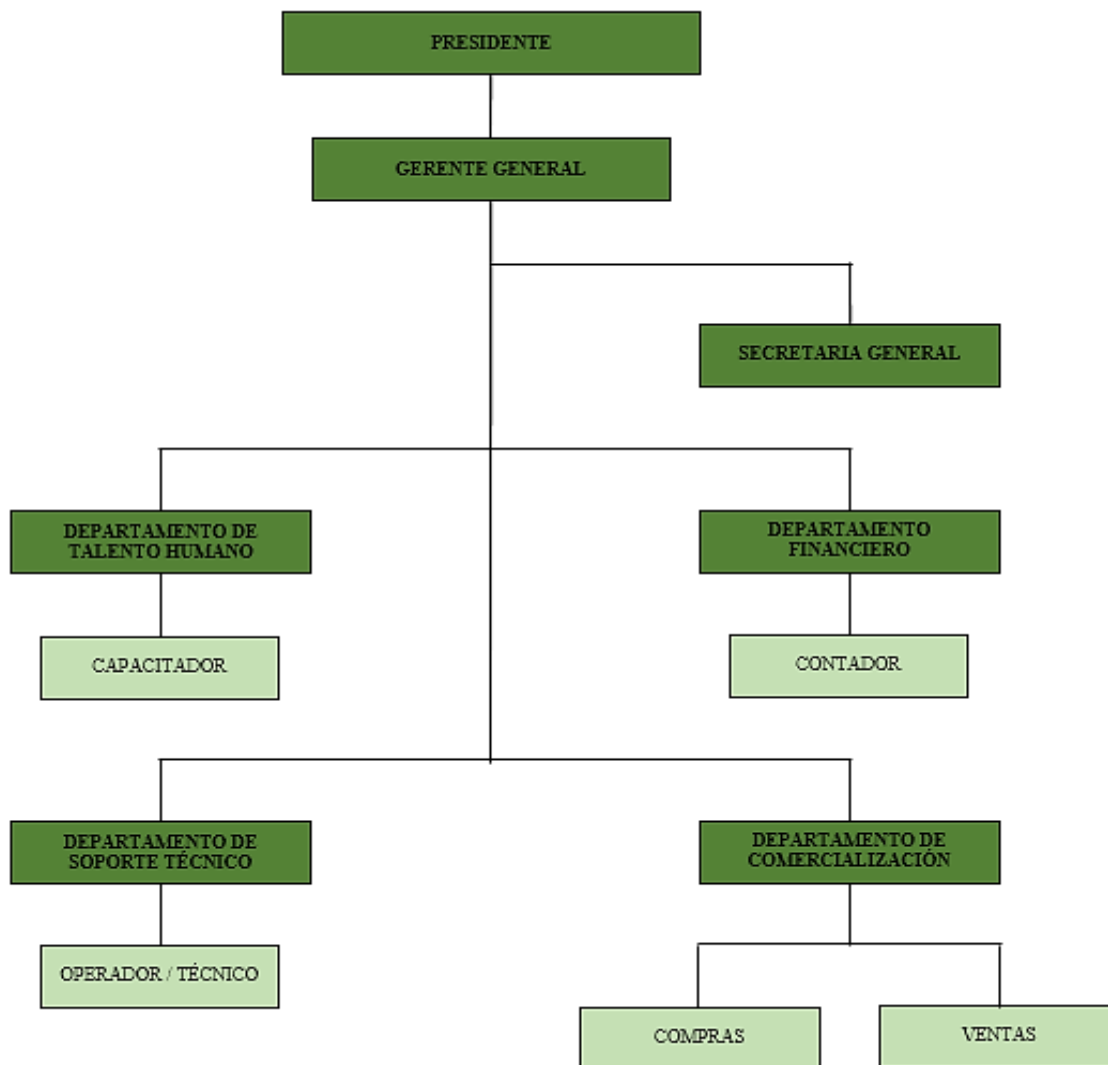 PRESIDENTE
GERENTE GENERAL
SECRETARIA GENERAL
DEPARTAMENTO DE
TALENTO HUMANO
DEPARTAMENTO
FINANCIERO
CAPACITADOR
CONTADOR
DEPARTAMENTO DE
SOPORTE TÉCNICO
DEPARTAMENTO DE
COMERCIALIZACIÓN
OPERADOR / TÉCNICO
COMPRAS
VENTAS